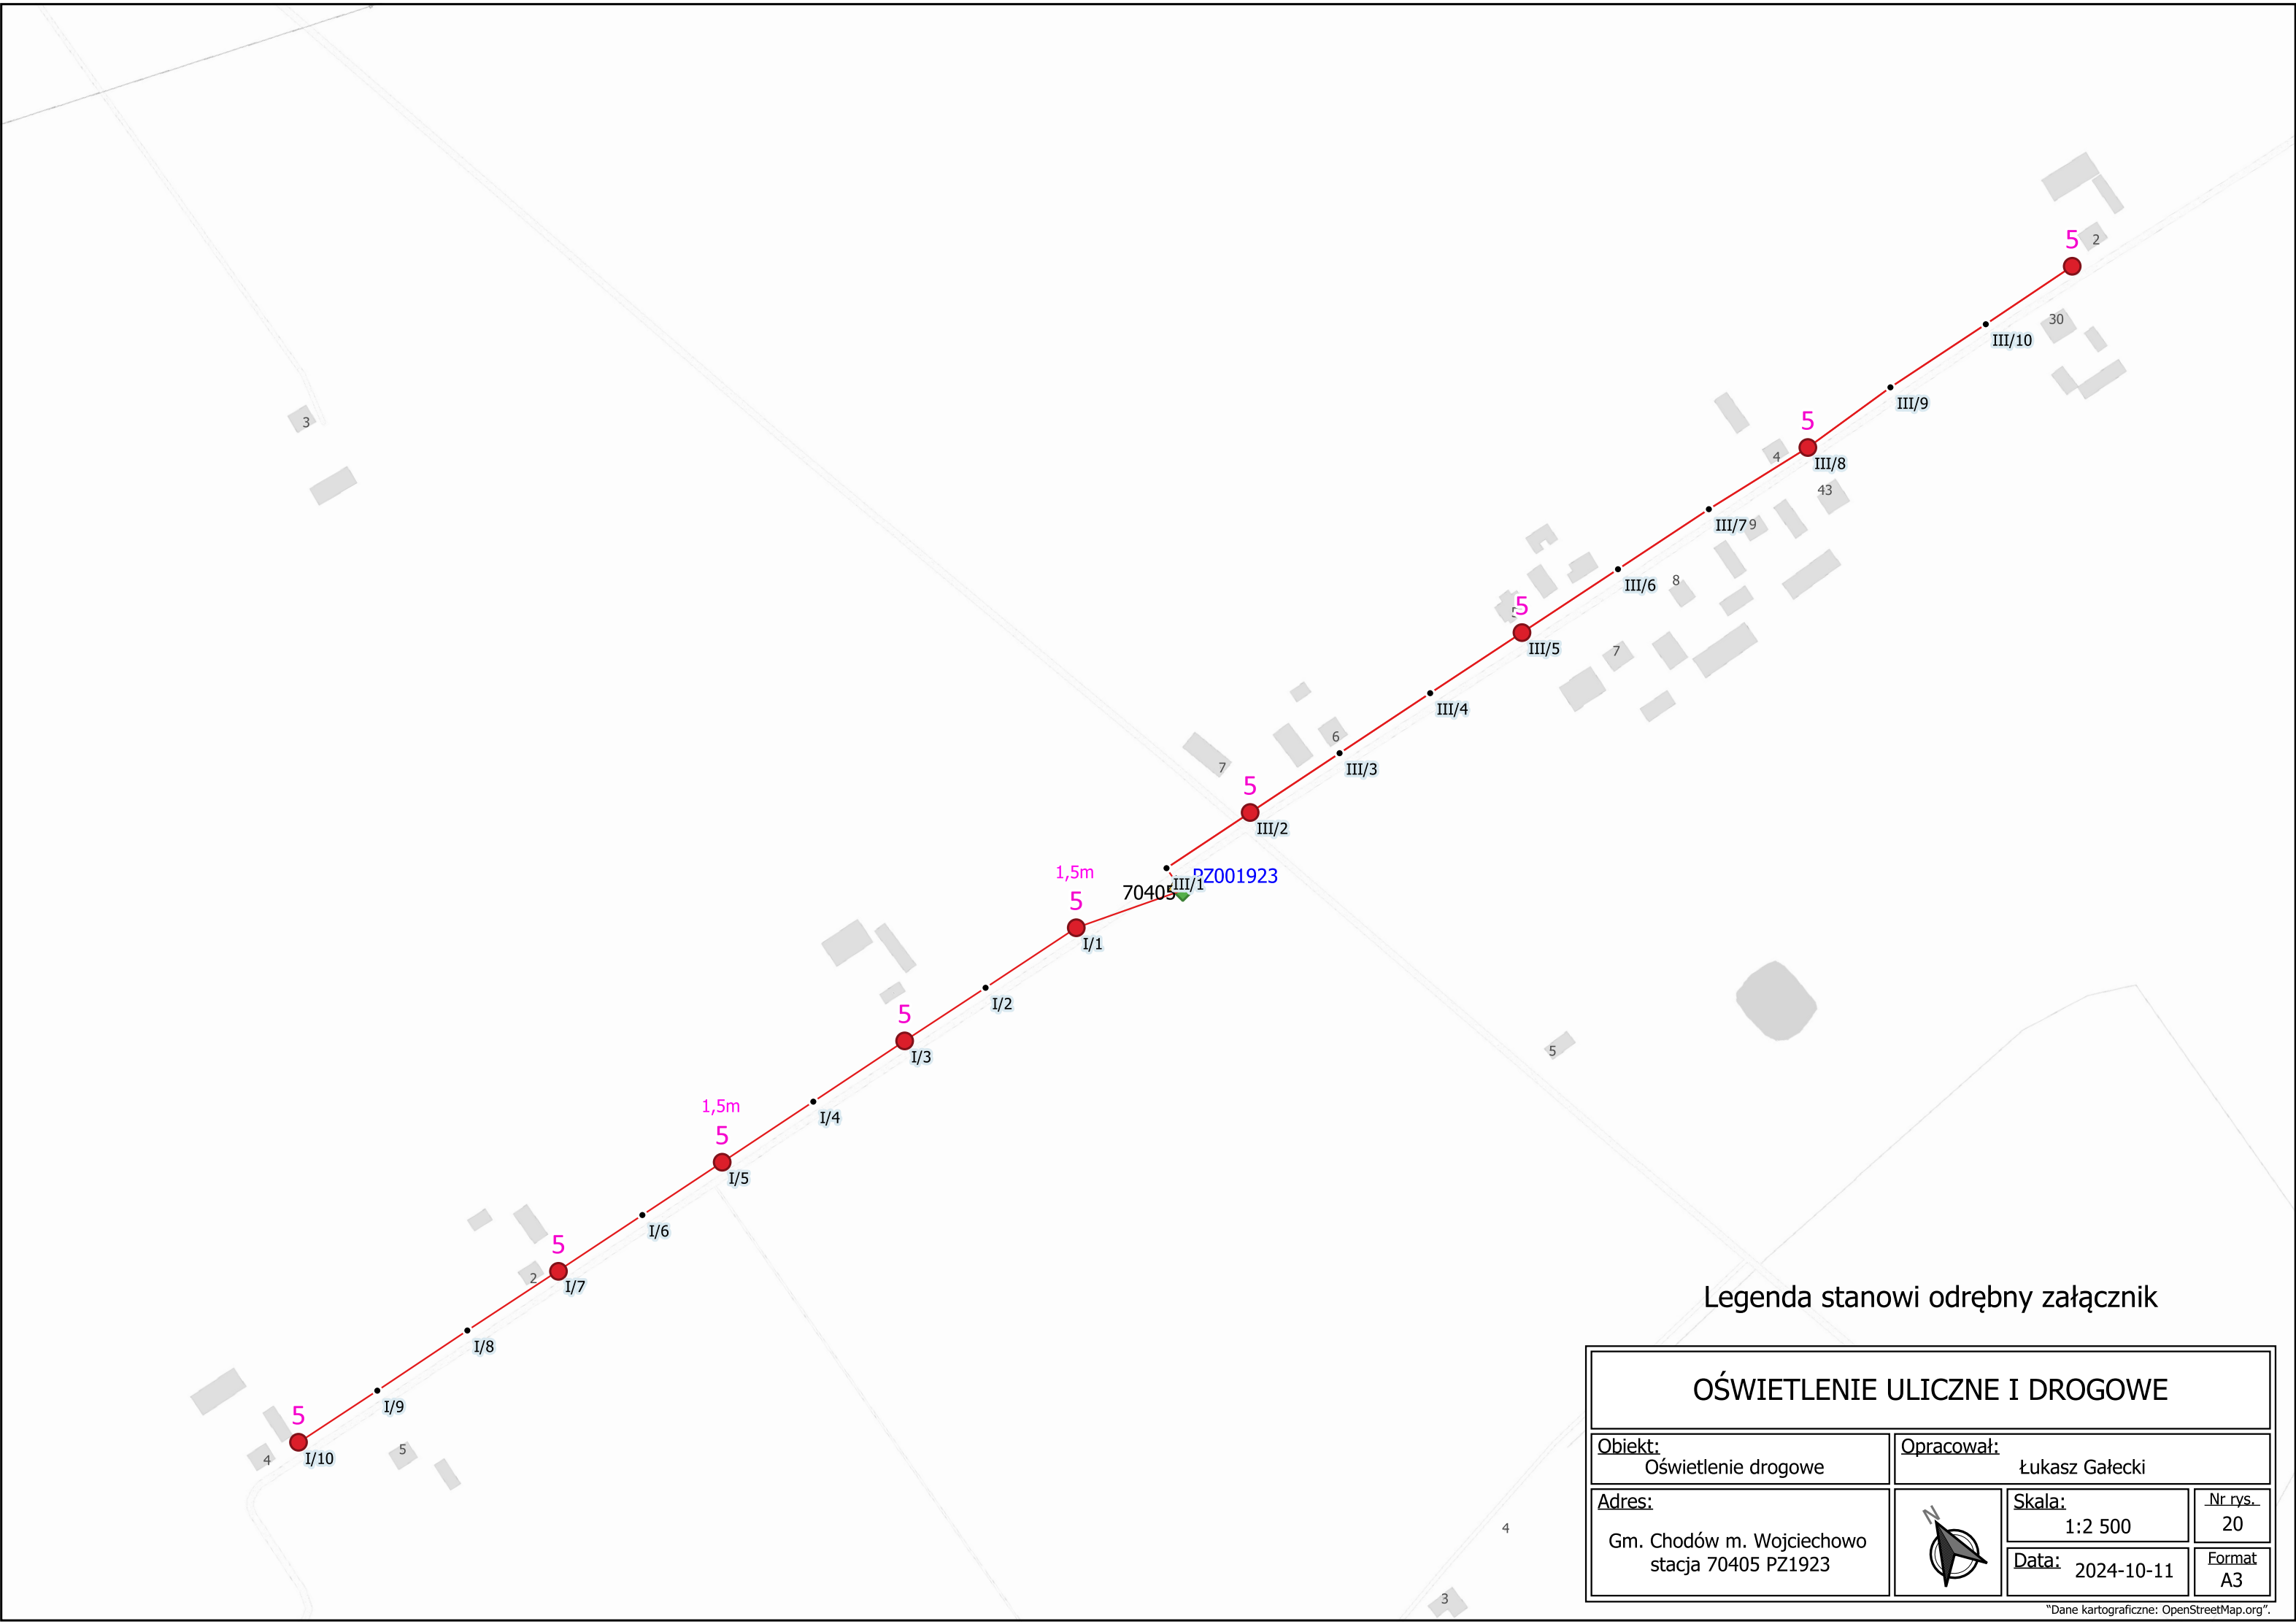 5
2
30
III/10
III/9
5
4
III/8
43
III/7
9
3
III/6
8
5
III/5
7
III/4
6
III/3
7
5
III/2
1,5m
PZ001923
III/1
70405
5
I/1
I/2
5
I/3
5
1,5m
I/4
5
I/5
I/6
5
2
I/7
I/8
I/9
5
I/10
4
5
4
3
Legenda stanowi odrębny załącznik
OŚWIETLENIE ULICZNE I DROGOWE
Obiekt:
Oświetlenie drogowe
Opracował:
Łukasz Gałecki
Adres:
Gm. Chodów m. Wojciechowo
stacja 70405 PZ1923
N
Skala:
1:2 500
Nr rys.
20
Data: 2024-10-11
Format
A3
"Dane kartograficzne: OpenStreetMap.org".